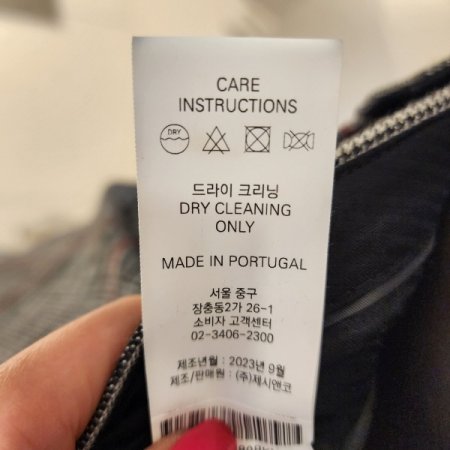 CARE
INSTRUCTIONS
DRY
드라이 크리닝
DRY CLEANING
ONLY
MADE IN PORTUGAL
서울 중구
장충동2가 26-1
소비자 고객센터
02-3406-2300
제조년월 : 2023년 9월
제조/판매원 : (주)제시앤코